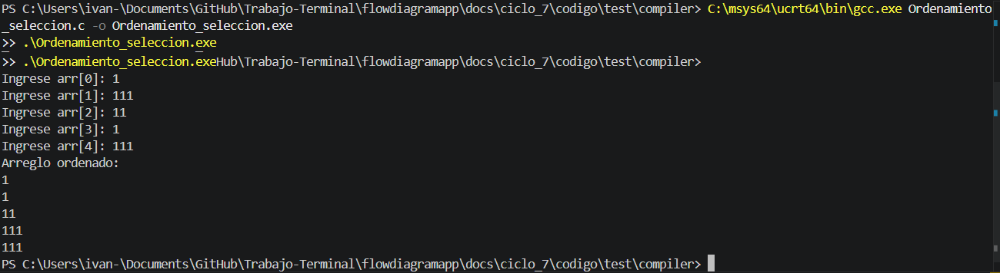 PS C:\Users\ivan-\Documents\GitHub\Trabajo-Terminal\flowdiagramapp\docs\ciclo_7\codigo\test\compiler> C:\msys64\ucrt64\bin\gcc.exe Ordenamiento
_seleccion.c -o Ordenamiento_seleccion.exe
>> .\Ordenamiento_seleccion.exe
>> .\Ordenamiento_seleccion.exeHub\Trabajo-Terminal\flowdiagramapp\docs\ciclo_7\codigo\test\compiler>
Ingrese arr[0]: 1
Ingrese arr[1]: 111
Ingrese arr[2]: 11
Ingrese arr[3]: 1
Ingrese arr[4]: 111
Arreglo ordenado:
1
1
11
111
111
PS C:\Users\ivan-\Documents\GitHub\Trabajo-Terminal\flowdiagramapp\docs\ciclo_7\codigo\test\compiler>